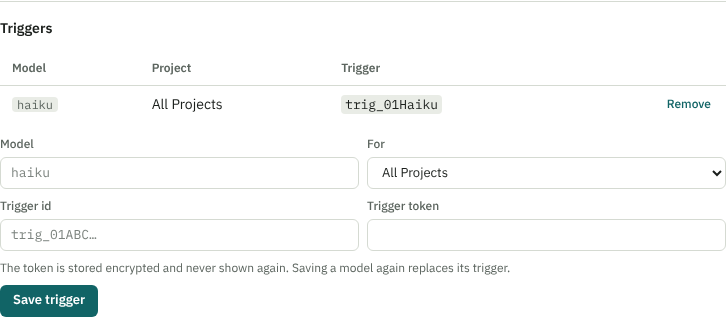 Triggers
Model Project Trigger
haiku All Projects trig_01Haiku Remove
Model For
haiku All Projects
Trigger id Trigger token
trig_01ABC…
The token is stored encrypted and never shown again. Saving a model again replaces its trigger.
Save trigger